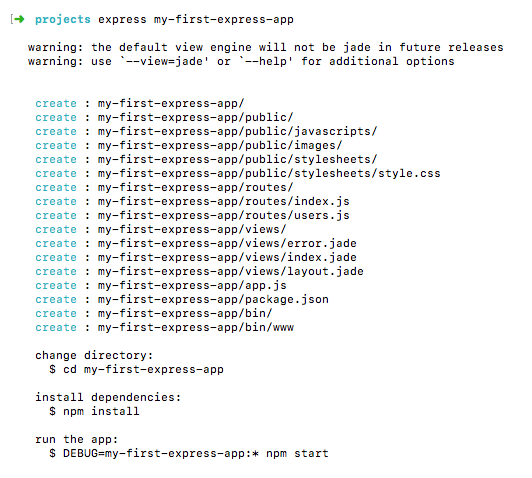 [➜ projects express my-first-express-app
warning: the default view engine will not be jade in future releases
warning: use `--view=jade' or `--help' for additional options
create : my-first-express-app/
create : my-first-express-app/public/
create : my-first-express-app/public/javascripts/
create : my-first-express-app/public/images/
create : my-first-express-app/public/stylesheets/
create : my-first-express-app/public/stylesheets/style.css
create : my-first-express-app/routes/
create : my-first-express-app/routes/index.js
create : my-first-express-app/routes/users.js
create : my-first-express-app/views/
create : my-first-express-app/views/error.jade
create : my-first-express-app/views/index.jade
create : my-first-express-app/views/layout.jade
create : my-first-express-app/app.js
create : my-first-express-app/package.json
create : my-first-express-app/bin/
create : my-first-express-app/bin/www
change directory:
$ cd my-first-express-app
install dependencies:
$ npm install
run the app:
$ DEBUG=my-first-express-app:* npm start